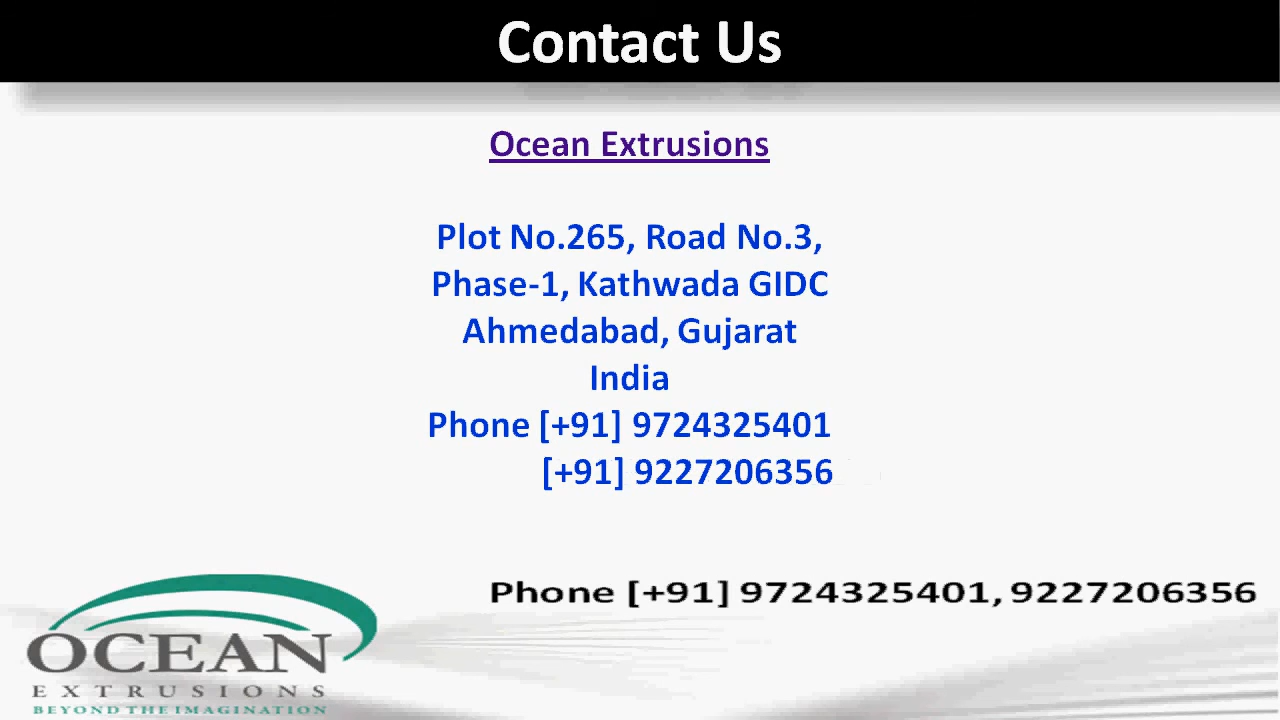 Contact Us
Ocean Extrusions
Plot No.265, Road No.3,
Phase-1, Kathwada GIDC
Ahmedabad, Gujarat
India
Phone [+91] 9724325401
[+91] 9227206356
Phone [+91] 9724325401, 9227206356
OCEAN
EXTRUSIONS
BEYOND THE IMAGINATION